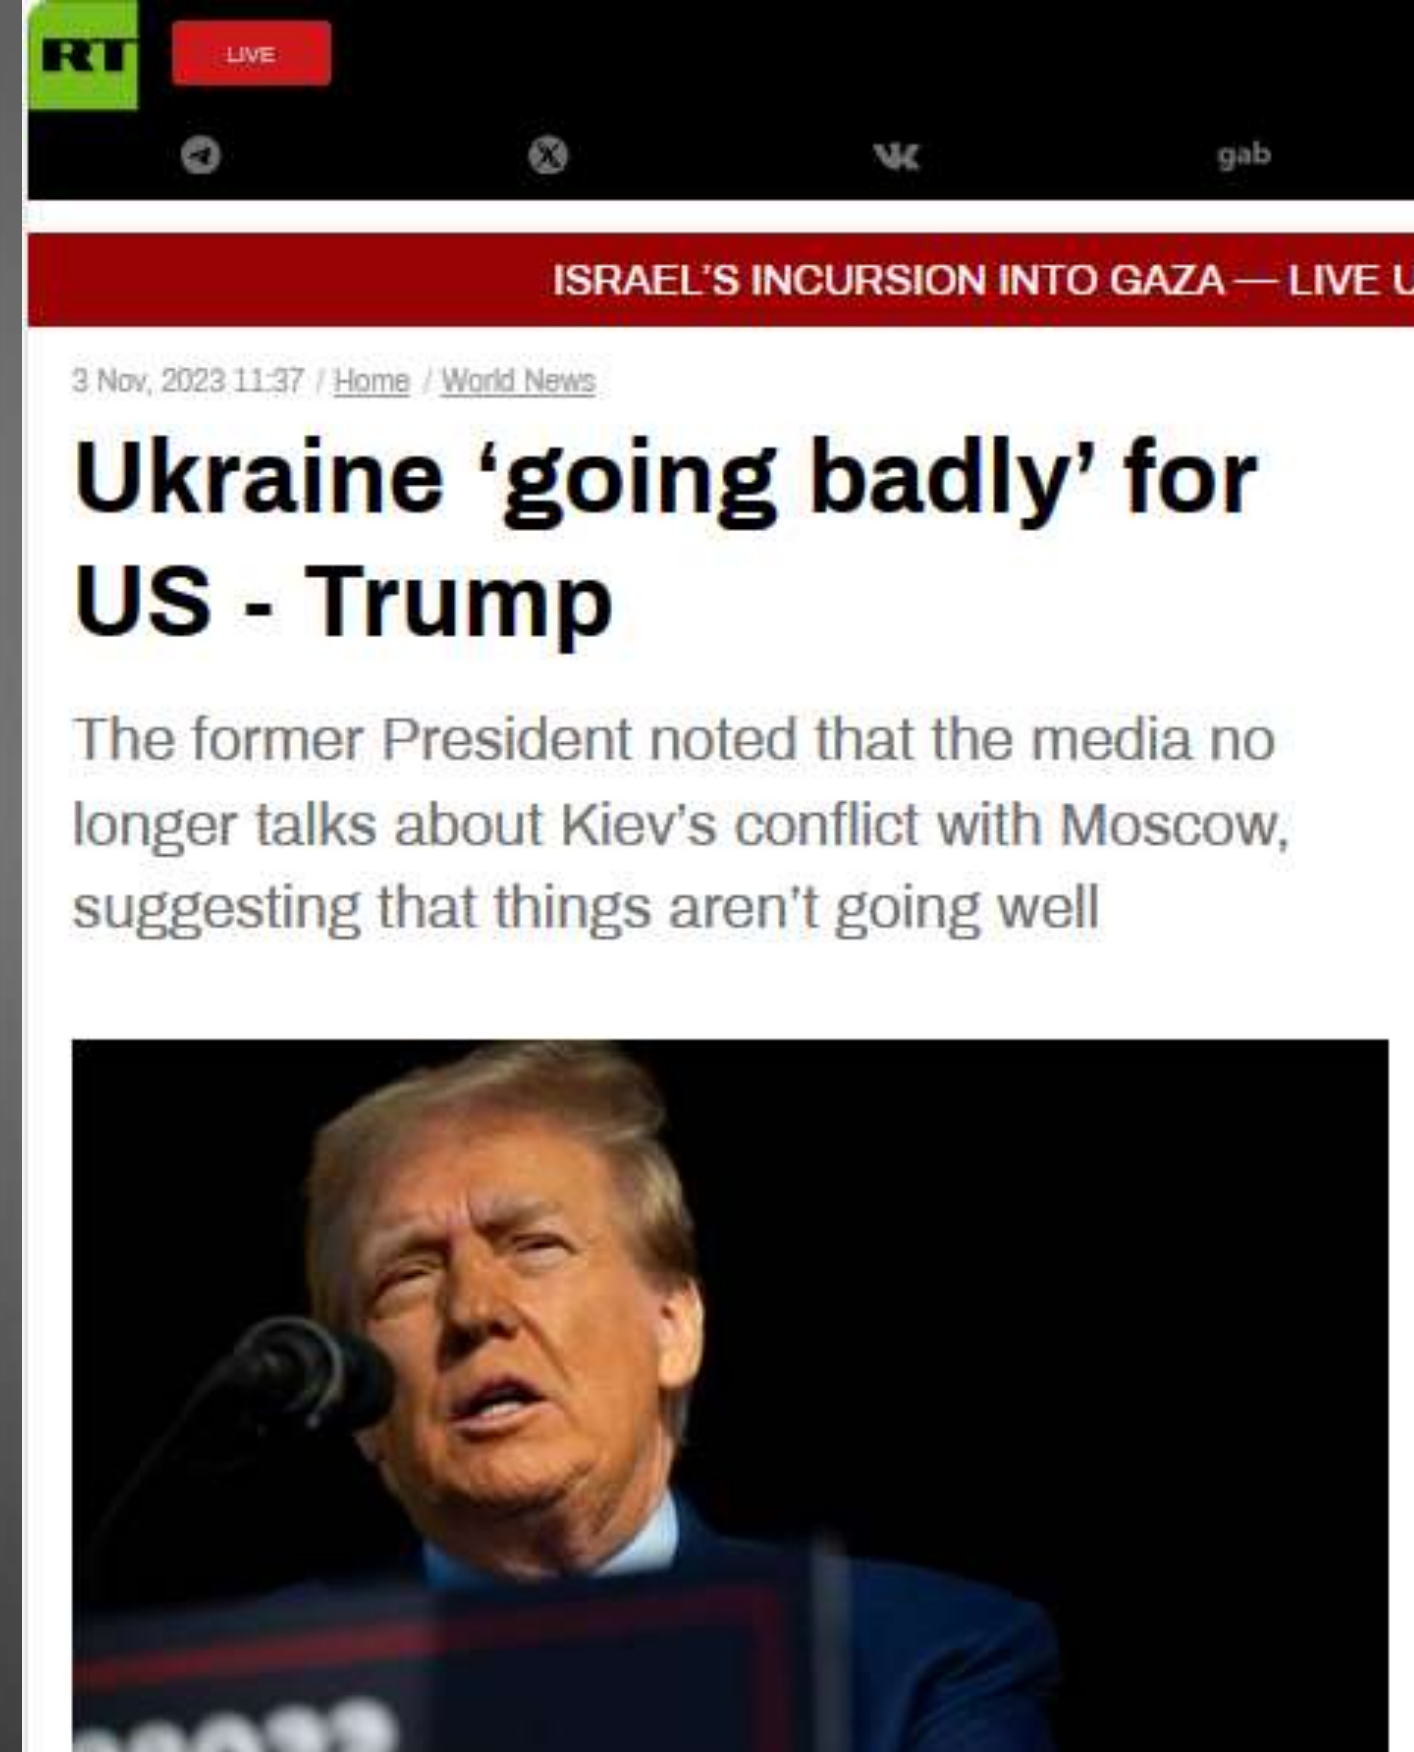 RT
LIVE
gab
ISRAEL’S INCURSION INTO GAZA — LIVE U
3 Nov, 2023 11:37 / Home / World News
Ukraine ‘going badly’ for
US - Trump
The former President noted that the media no
longer talks about Kiev’s conflict with Moscow,
suggesting that things aren’t going well